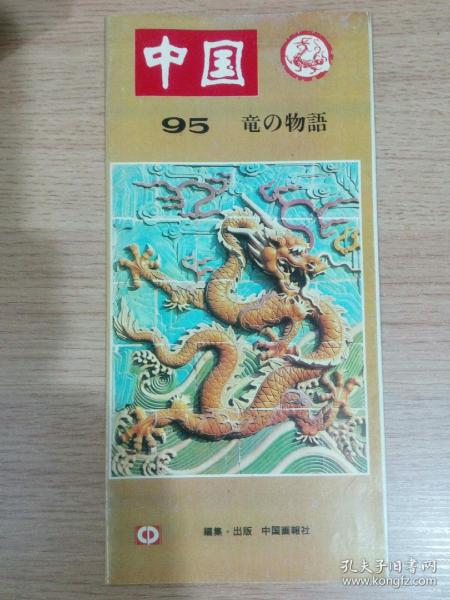 中国
95 竜の物語
編集・出版 中国画報社
孔夫子旧书网
www.kongfz.com